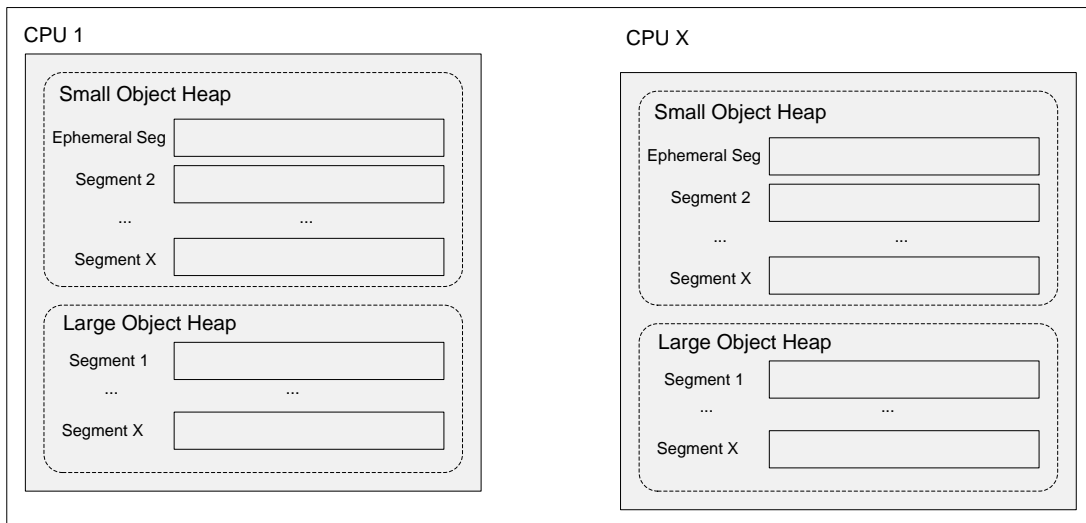 CPU 1
Small Object Heap
Ephemeral Seg
Segment 2
... ...
Segment X
Large Object Heap
Segment 1
... ...
Segment X
CPU X
Small Object Heap
Ephemeral Seg
Segment 2
... ...
Segment X
Large Object Heap
Segment 1
... ...
Segment X